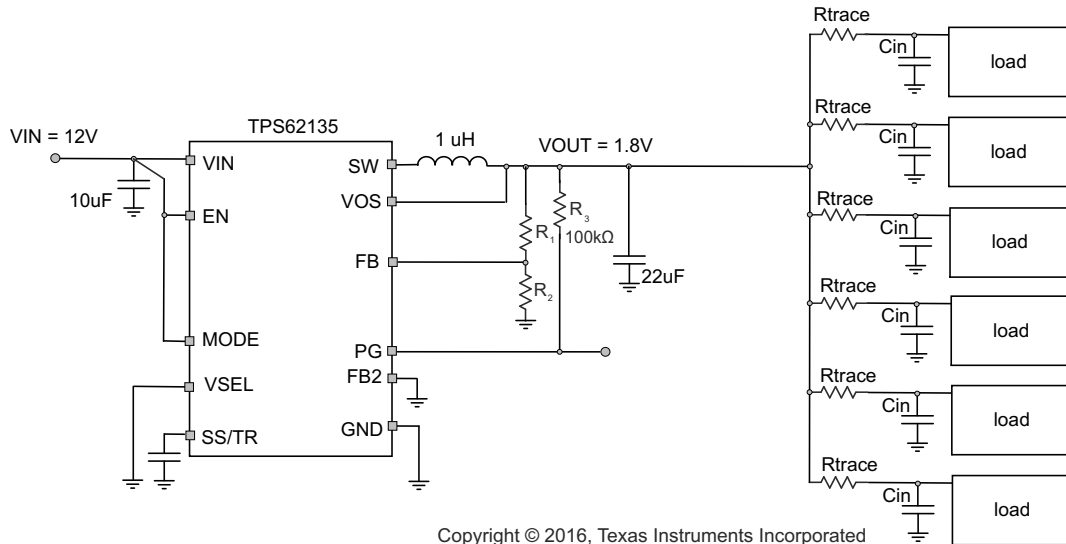 Rtrace
Cin
load
Rtrace
Cin
load
TPS62135
VIN = 12V
1 uH
VOUT = 1.8V
VIN
SW
10uF
VOS
EN
R3
R1
100kΩ
Rtrace
Cin
load
FB
22uF
R2
Rtrace
Cin
load
MODE
PG
VSEL
FB2
Rtrace
Cin
load
SS/TR
GND
Rtrace
Cin
load
Copyright © 2016, Texas Instruments Incorporated